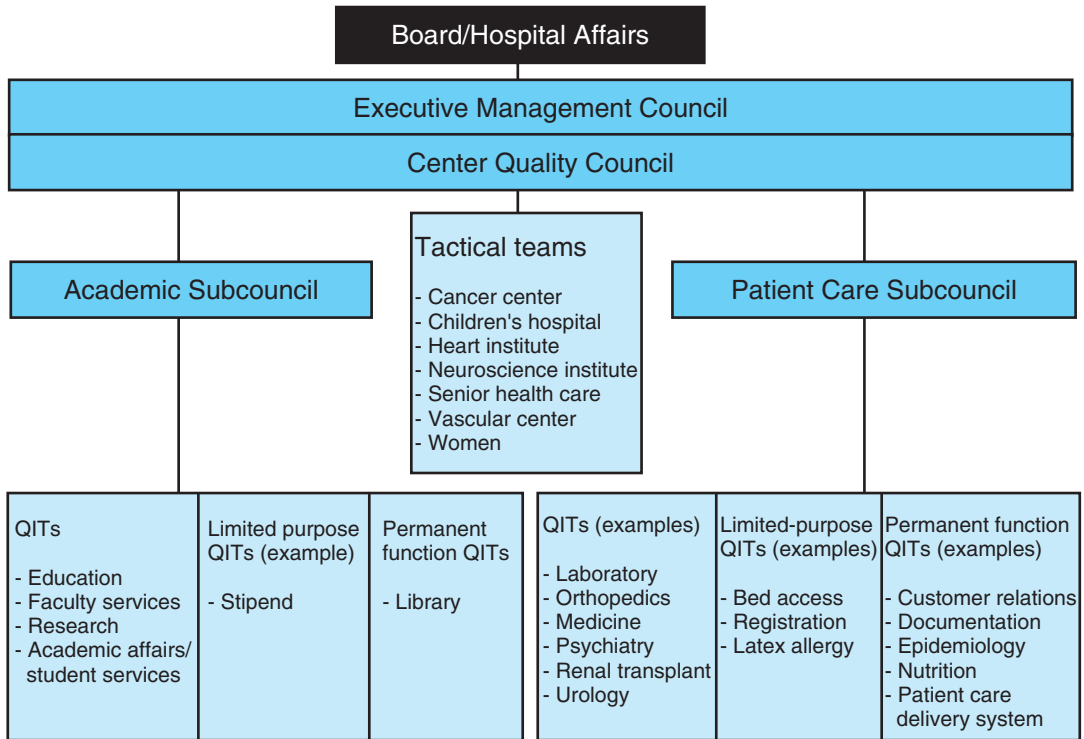 Board/Hospital Affairs
Executive Management Council
Center Quality Council
Academic Subcouncil
Tactical teams
- Cancer center
- Children's hospital
- Heart institute
- Neuroscience institute
- Senior health care
- Vascular center
- Women
Patient Care Subcouncil
QITs
- Education
- Faculty services
- Research
- Academic affairs/
student services
Limited purpose
QITs (example)
- Stipend
Permanent
function QITs
- Library
QITs (examples)
- Laboratory
- Orthopedics
- Medicine
- Psychiatry
- Renal transplant
- Urology
Limited-purpose
QITs (examples)
- Bed access
- Registration
- Latex allergy
Permanent function
QITs (examples)
- Customer relations
- Documentation
- Epidemiology
- Nutrition
- Patient care
delivery system